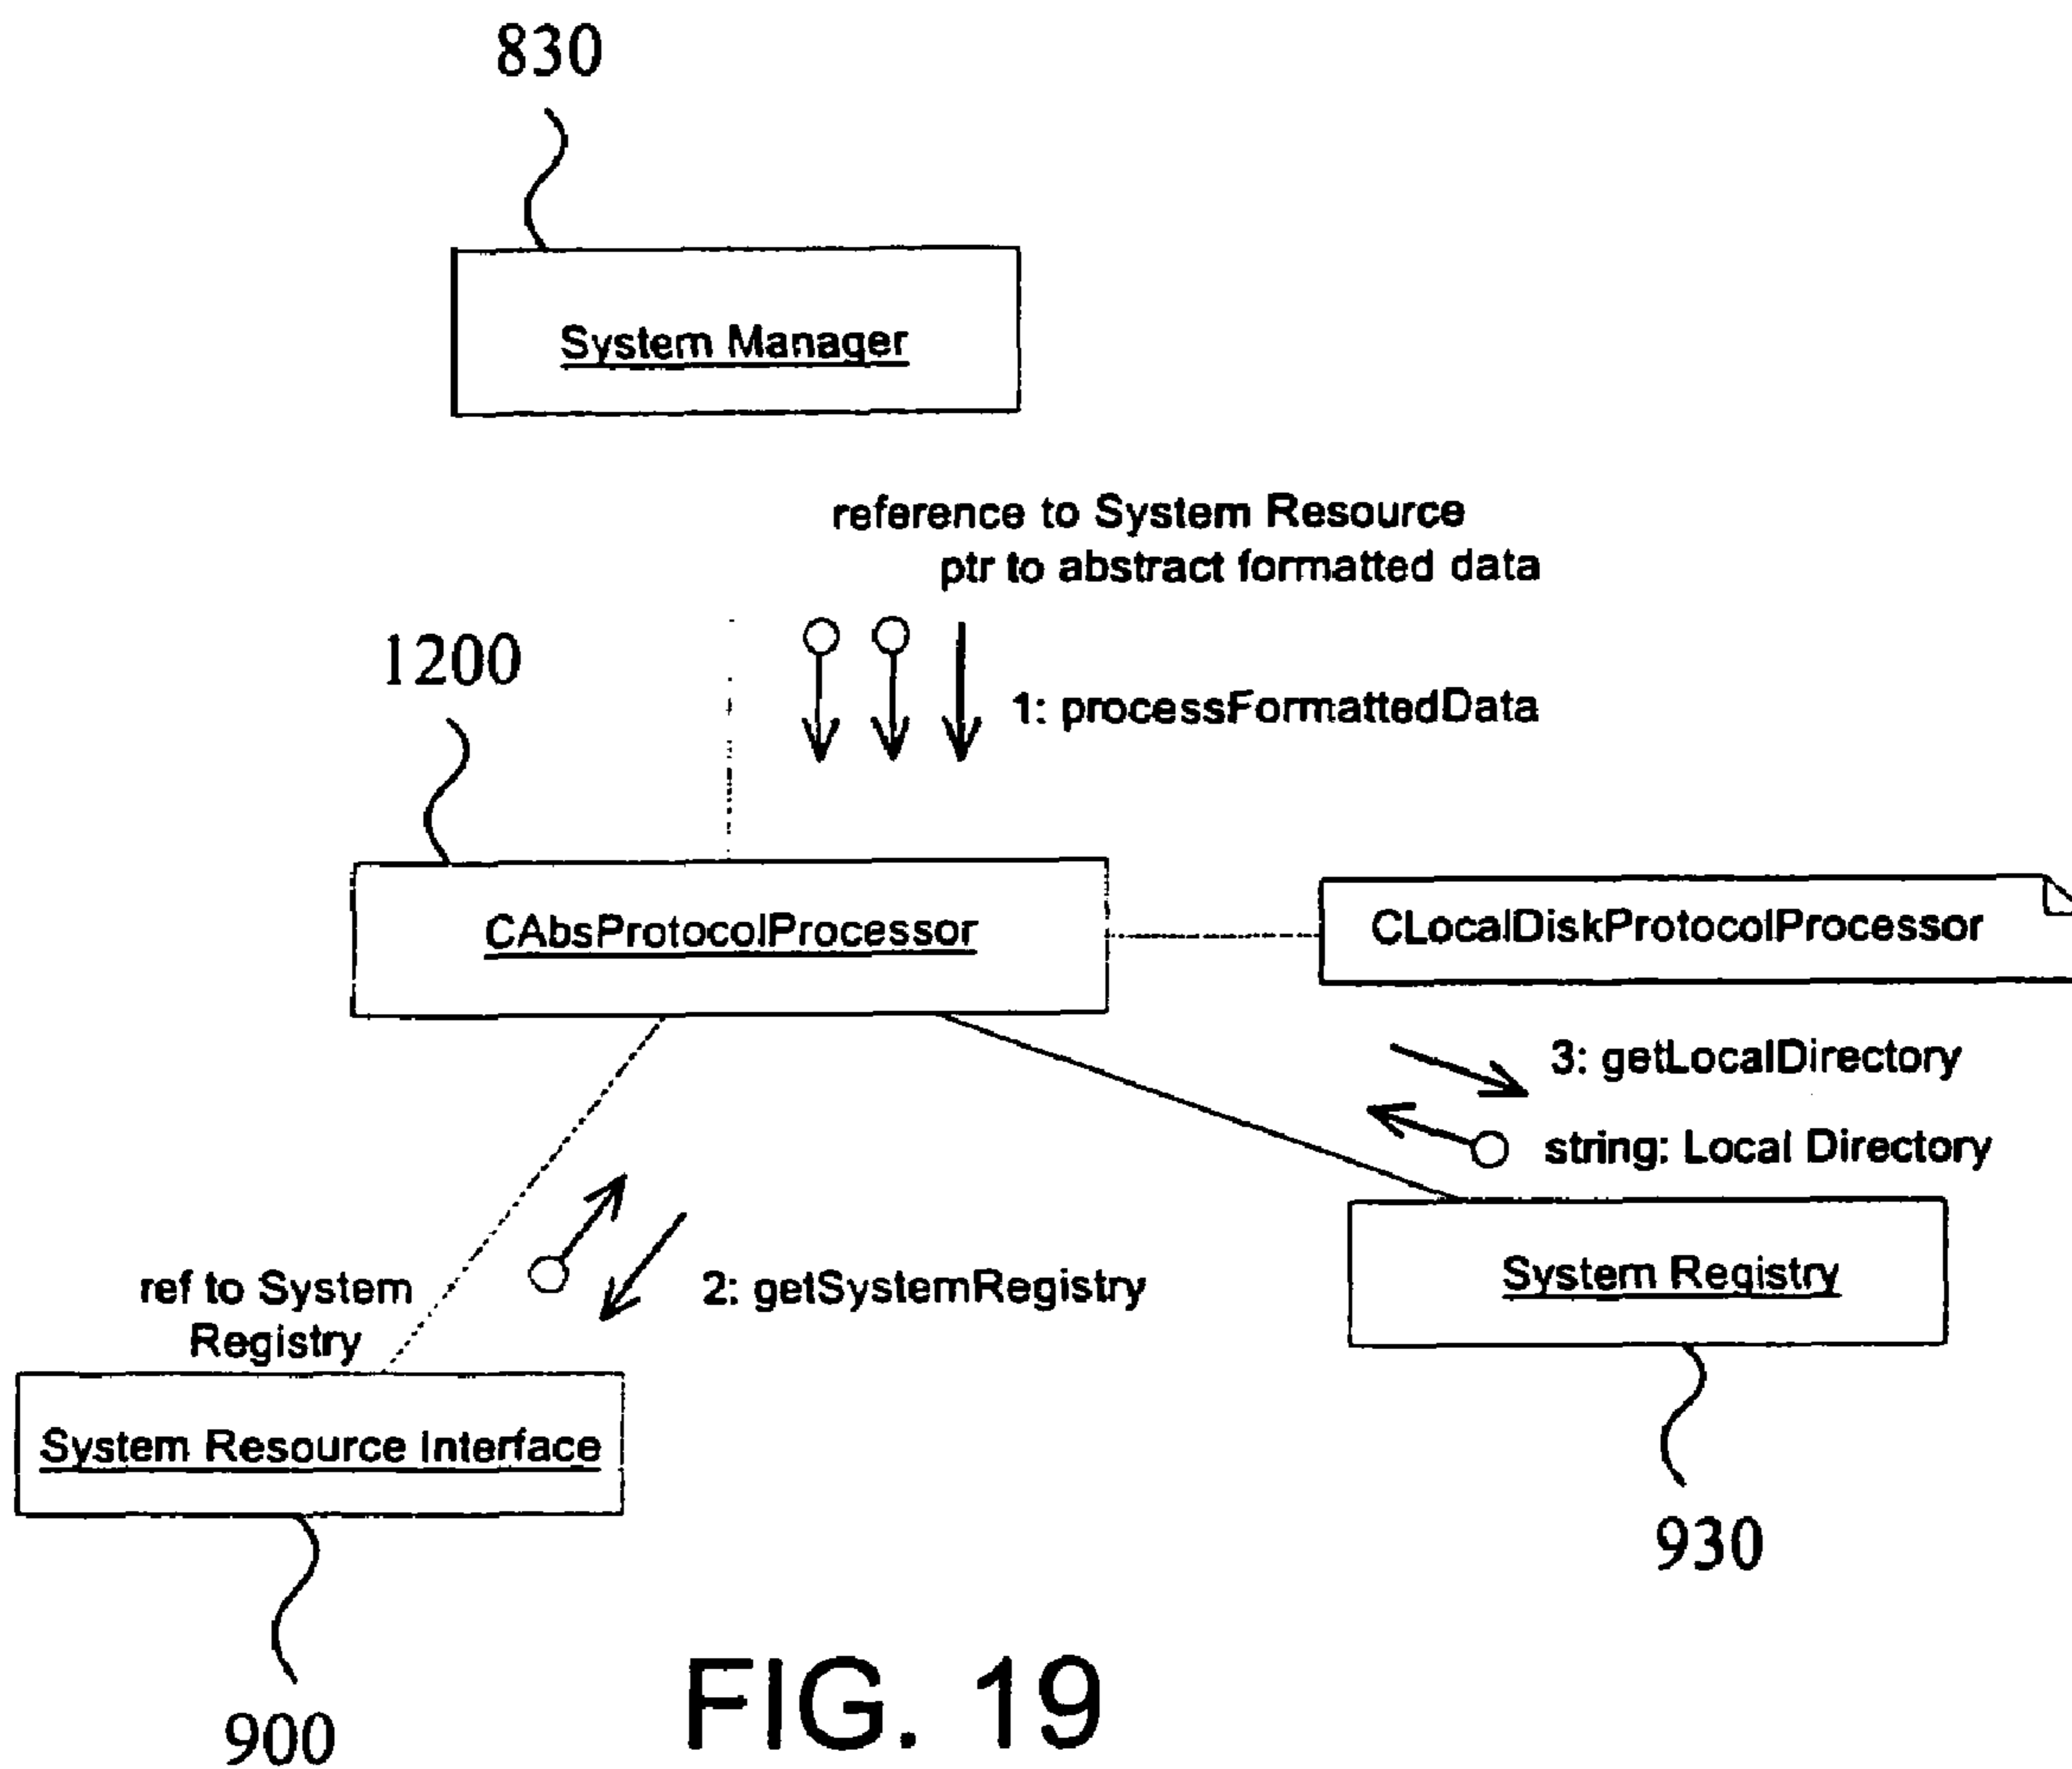 830
System Manager
reference to System Resource
ptr to abstract formatted data
1200
1: processFormattedData
CAbsProtocolProcessor
CLocalDiskProtocolProcessor
3: getLocalDirectory
string: Local Directory
ref to System
Registry
2: getSystemRegistry
System Registry
System Resource Interface
930
900
FIG. 19